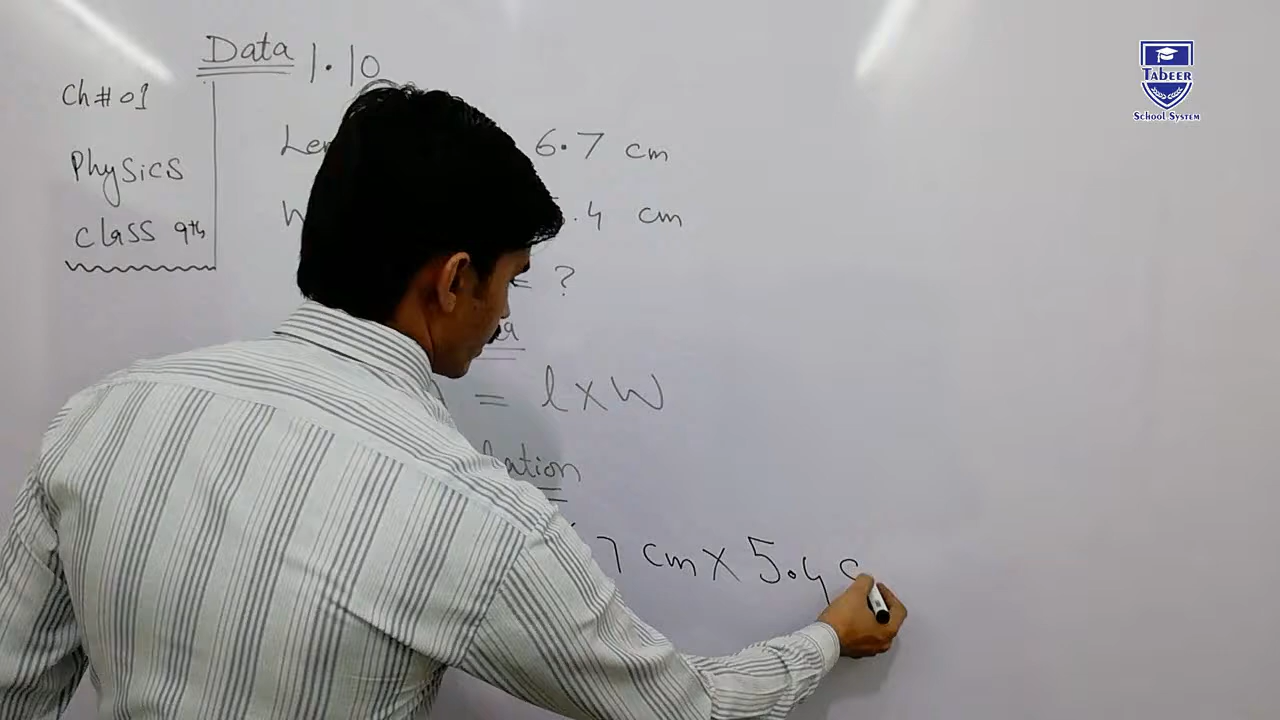 Data 1.10
Ch# 01
Physics
Class 9th
6.7 cm
.4 cm
= ?
= l x W
7 cm x 5.4 c
TABEER
School System